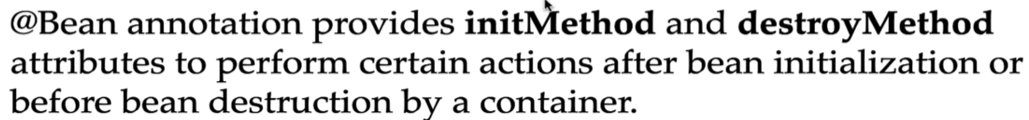 @Bean annotation provides initMethod and destroyMethod
attributes to perform certain actions after bean initialization or
before bean destruction by a container.